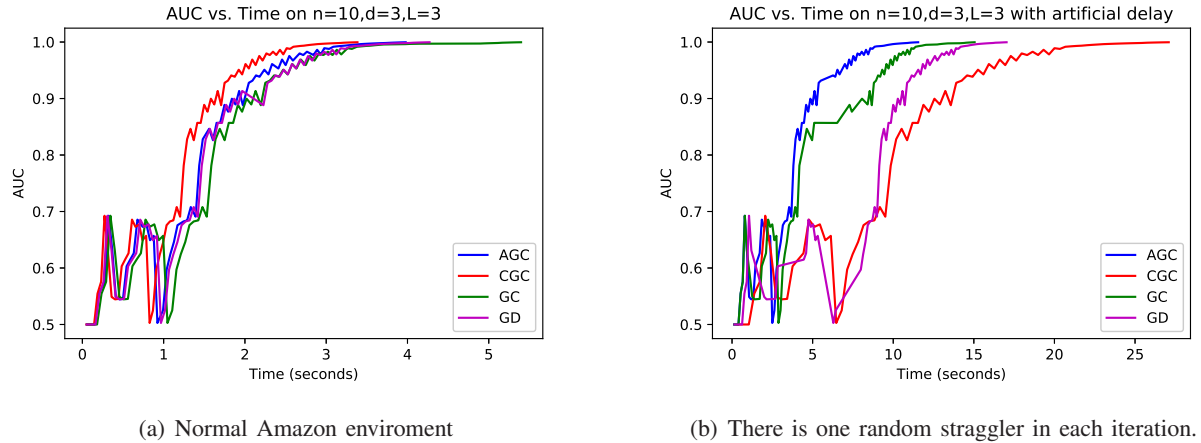 AUC vs. Time on n=10,d=3,L=3
1.0
0.9
0.8
0.7
0.6
0.5
AUC
0 1 2 3 4 5
Time (seconds)
AGC
CGC
GC
GD
(a) Normal Amazon enviroment
AUC vs. Time on n=10,d=3,L=3 with artificial delay
1.0
0.9
0.8
0.7
0.6
0.5
AUC
0 5 10 15 20 25
Time (seconds)
AGC
CGC
GC
GD
(b) There is one random straggler in each iteration.